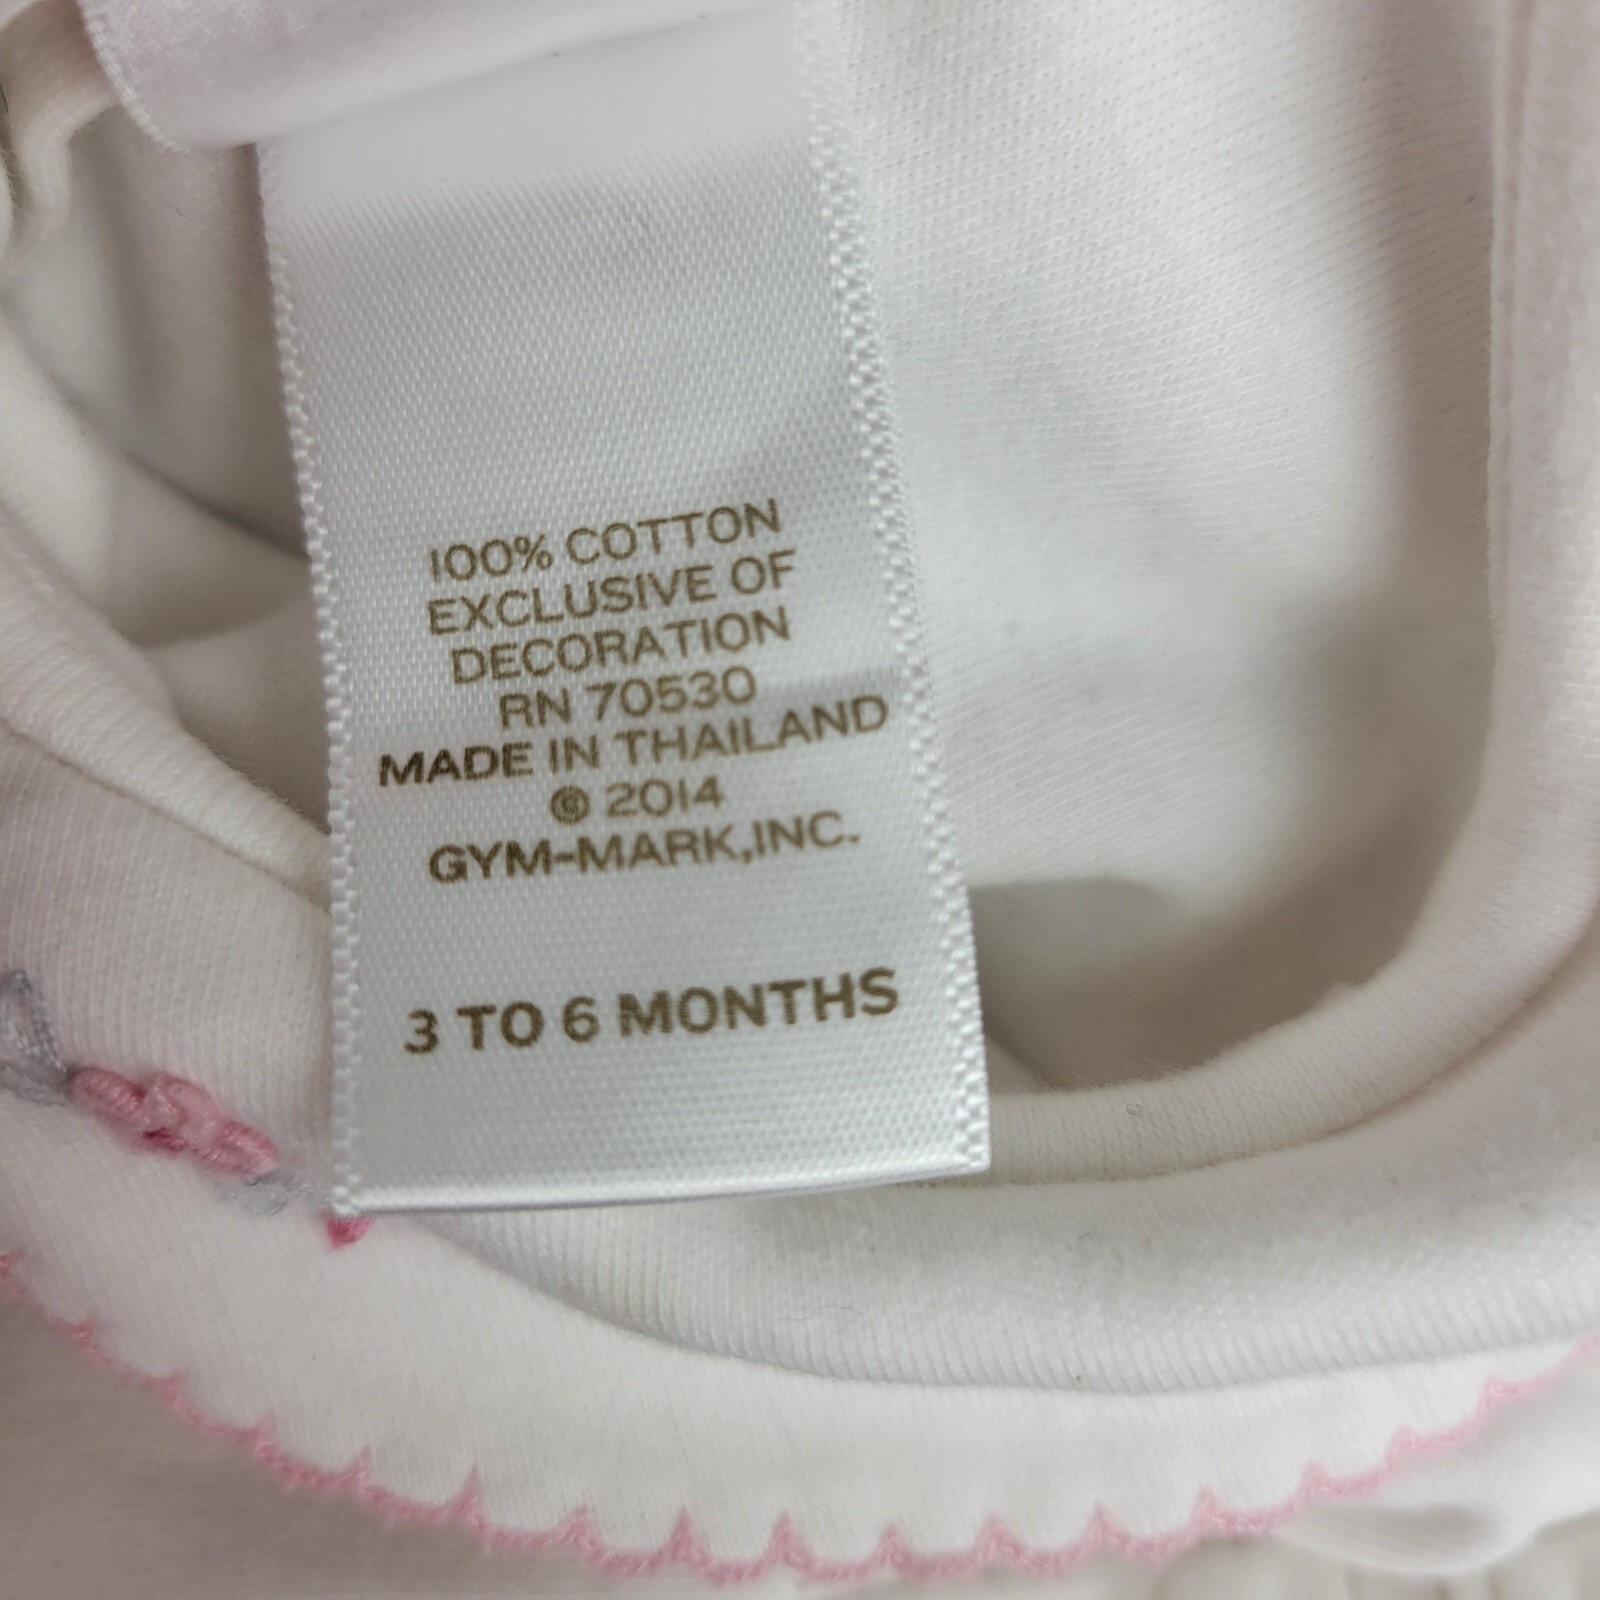 100% COTTON
EXCLUSIVE OF
DECORATION
RN 70530
MADE IN THAILAND
© 2014
GYM-MARK,INC.
3 TO 6 MONTHS